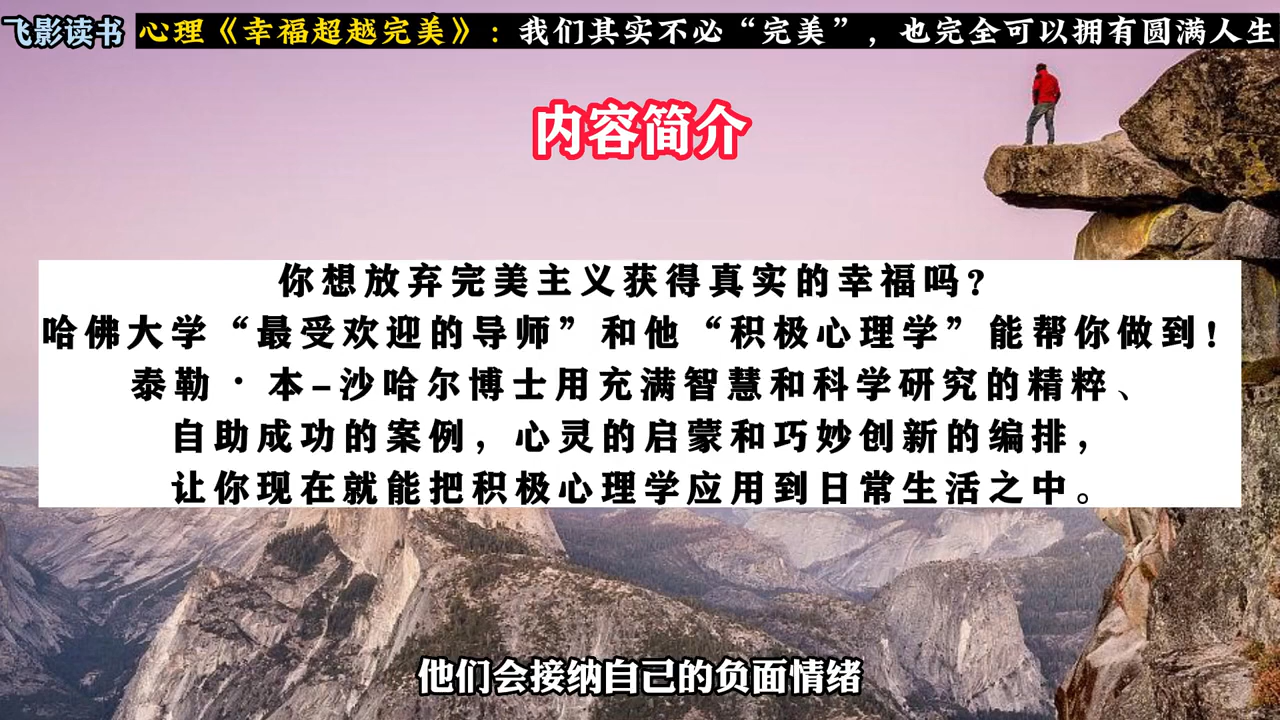 飞影读书 心理《幸福超越完美》：我们其实不必“完美”，也完全可以拥有圆满人生
内容简介
你想放弃完美主义获得真实的幸福吗？
哈佛大学“最受欢迎的导师”和他“积极心理学”能帮你做到！
泰勒·本-沙哈尔博士用充满智慧和科学研究的精粹、
自助成功的案例，心灵的启蒙和巧妙创新的编排，
让你现在就能把积极心理学应用到日常生活之中。
他们会接纳自己的负面情绪